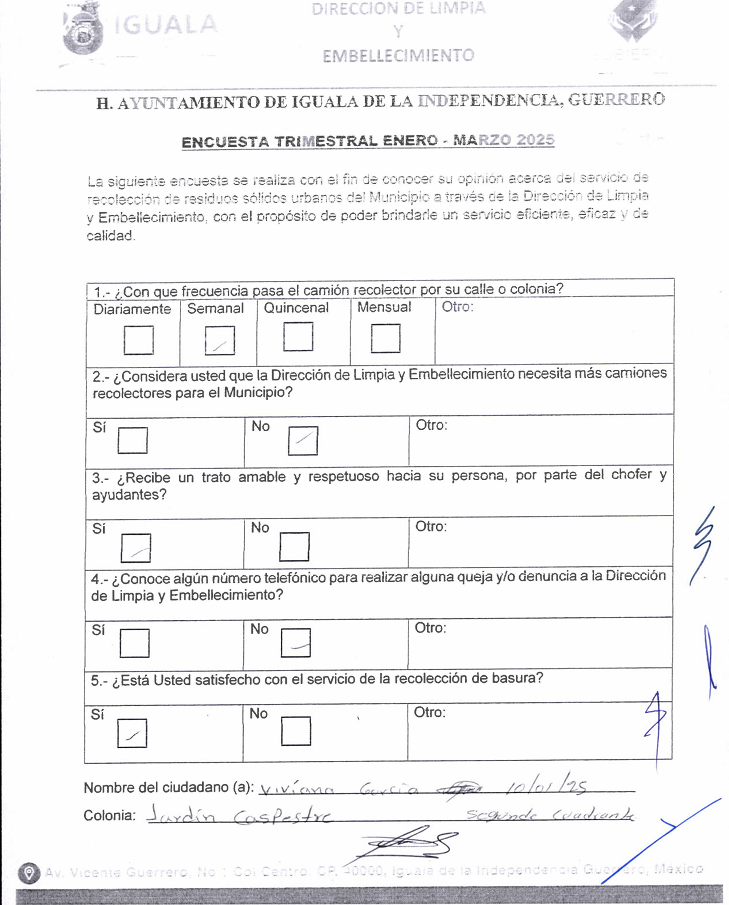 IGUALA
DIRECCIÓN DE LIMPIA
Y
EMBELLECIMIENTO
H. AYUNTAMIENTO DE IGUALA DE LA INDEPENDENCIA, GUERRERO
ENCUESTA TRIMESTRAL ENERO - MARZO 2025
La siguiente encuesta se realiza con el fin de conocer su opinión acerca del servicio de
recolección de residuos sólidos urbanos del Municipio a través de la Dirección de Limpia
y Embellecimiento, con el propósito de poder brindarle un servicio eficiente, eficaz y de
calidad.
1.- ¿Con que frecuencia pasa el camión recolector por su calle o colonia?
Diariamente Semanal Quincenal Mensual Otro:
2.- ¿Considera usted que la Dirección de Limpia y Embellecimiento necesita más camiones
recolectores para el Municipio?
Sí No Otro:
3.- ¿Recibe un trato amable y respetuoso hacia su persona, por parte del chofer y
ayudantes?
Sí No Otro:
4.- ¿Conoce algún número telefónico para realizar alguna queja y/o denuncia a la Dirección
de Limpia y Embellecimiento?
Sí No Otro:
5.- ¿Está Usted satisfecho con el servicio de la recolección de basura?
Sí No Otro:
Nombre del ciudadano (a): Viviana Garcia 10/01/25
Colonia: Jardín Caspestre Segunde Cuadiante
Av. Vicente Guerrero, No 1 Col Centro, CP. 40000, Iguala de la Independencia Guerrero, México